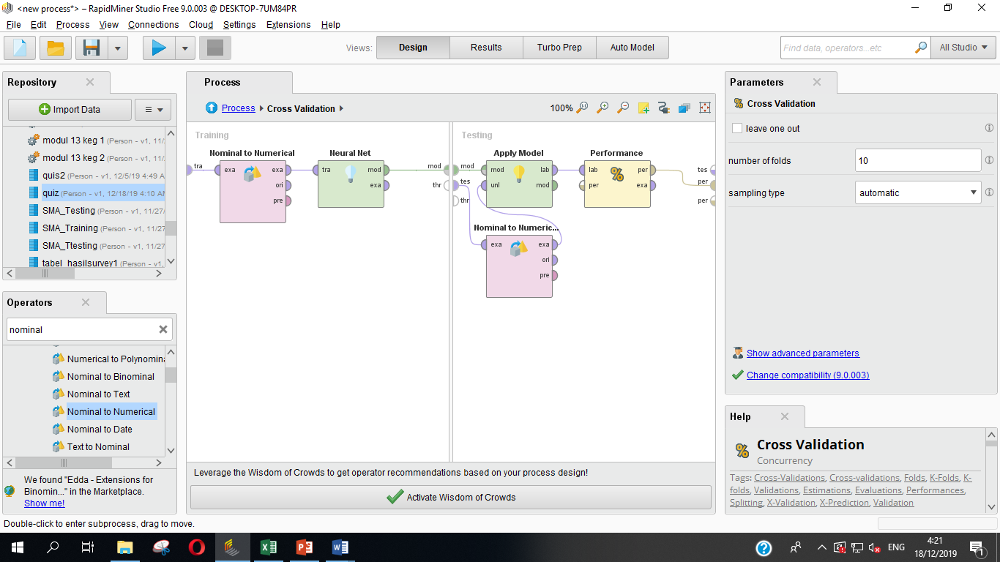 <new process*> – RapidMiner Studio Free 9.0.003 @ DESKTOP-7UM84PR
File Edit Process View Connections Cloud Settings Extensions Help
Views: Design Results Turbo Prep Auto Model
Find data, operators...etc
All Studio
Repository
Import Data
modul 13 keg 1 (Person - v1, 11/
modul 13 keg 2 (Person - v1, 11/
quis2 (Person - v1, 12/5/19 4:49 A
quiz (Person - v1, 12/18/19 4:10 AM
SMA_Testing (Person - v1, 11/27/
SMA_Training (Person - v1, 11/27
SMA_Ttesting (Person - v1, 11/27
tabel_hasilsurvey1 (Person - v1,
Operators
nominal
Numerical to Polynomina
Nominal to Binominal
Nominal to Text
Nominal to Numerical
Nominal to Date
Text to Nominal
We found "Edda - Extensions for
Binomin..." in the Marketplace.
Show me!
Process
Process Cross Validation
100%
Training
tra
Nominal to Numerical
exa exa
ori
pre
Neural Net
tra mod
exa
mod
thr
Testing
mod
tes
thr
Apply Model
mod lab
unl mod
Performance
lab per
per exa
tes
per
per
Nominal to Numeric...
exa exa
ori
pre
Leverage the Wisdom of Crowds to get operator recommendations based on your process design!
Activate Wisdom of Crowds
Parameters
Cross Validation
leave one out
number of folds 10
sampling type automatic
Show advanced parameters
Change compatibility (9.0.003)
Help
Cross Validation
Concurrency
Tags: Cross-Validations, Cross-validations, Folds, K-Folds, K-
folds, Validations, Estimations, Evaluations, Performances,
Splitting, X-Validation, X-Prediction, Validation
Double-click to enter subprocess, drag to move.
ENG
4:21
18/12/2019
1